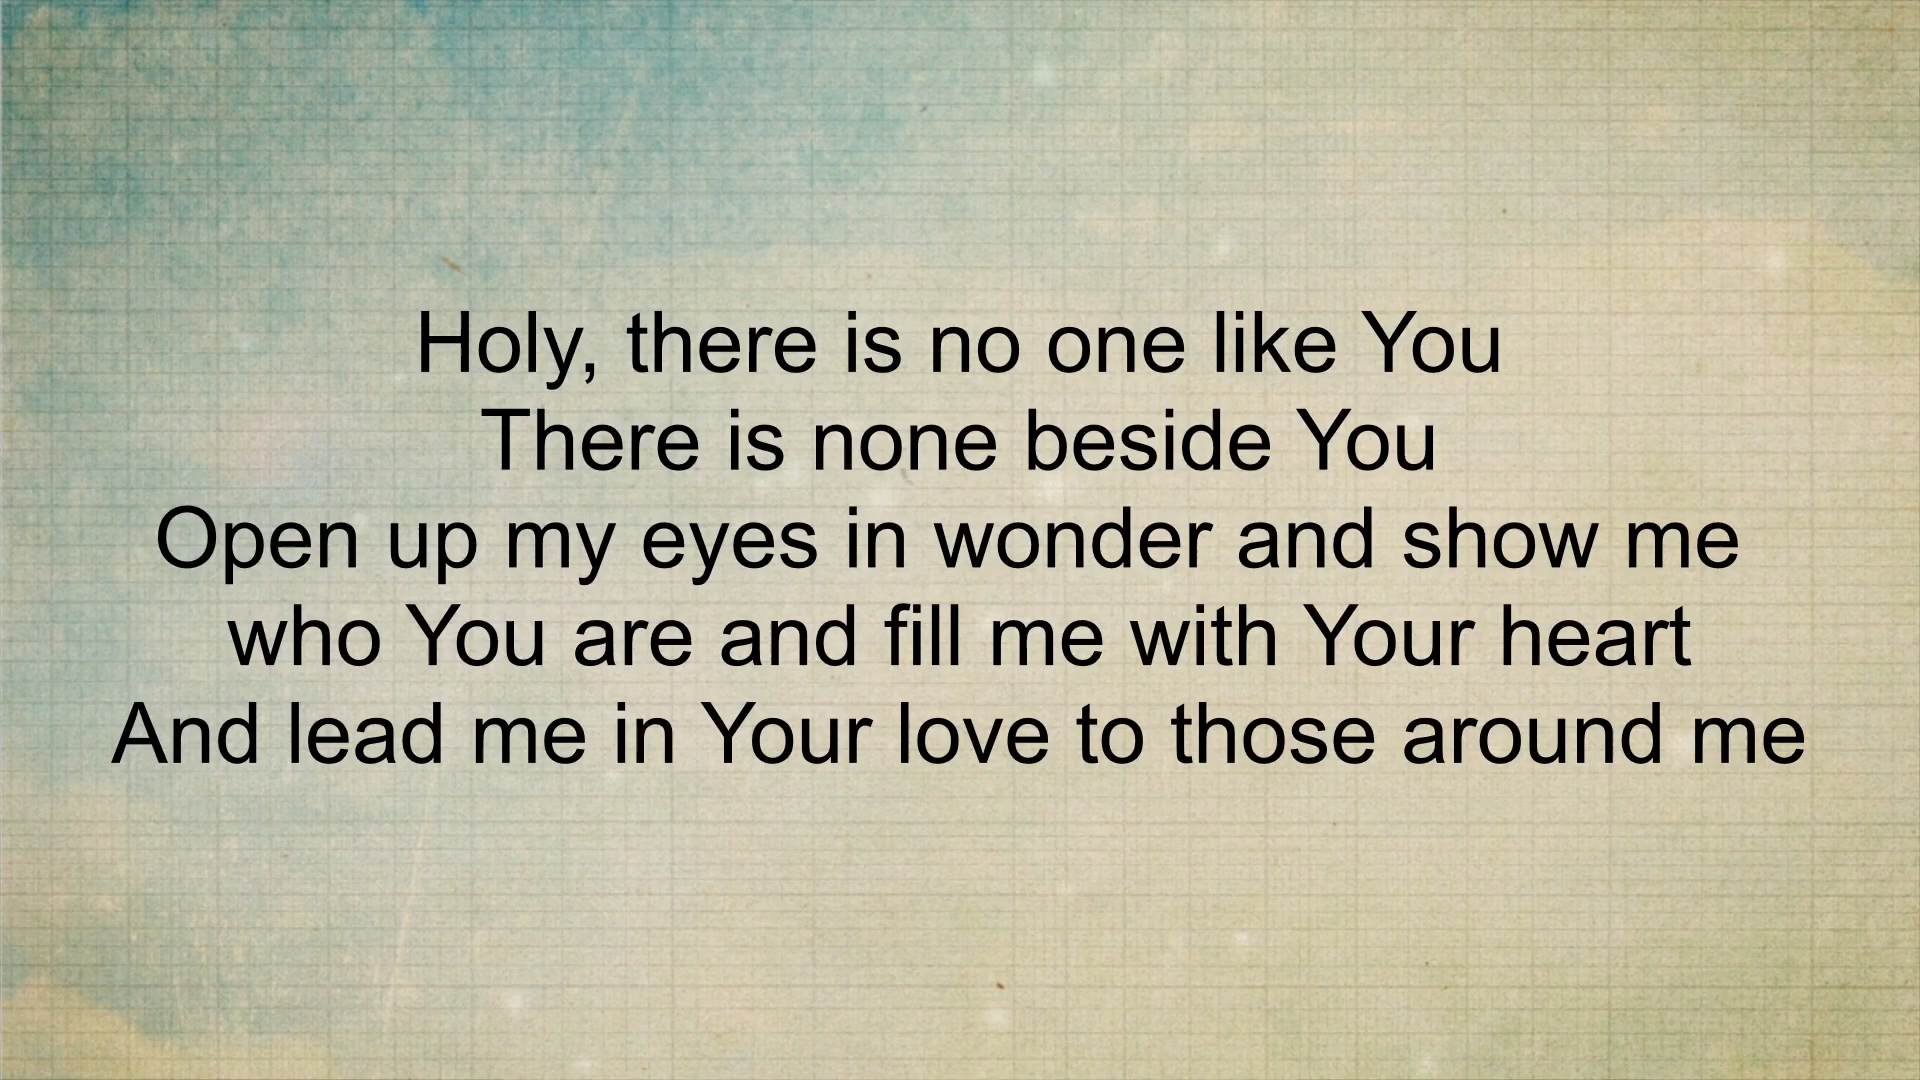 Holy, there is no one like You
There is none beside You
Open up my eyes in wonder and show me
who You are and fill me with Your heart
And lead me in Your love to those around me